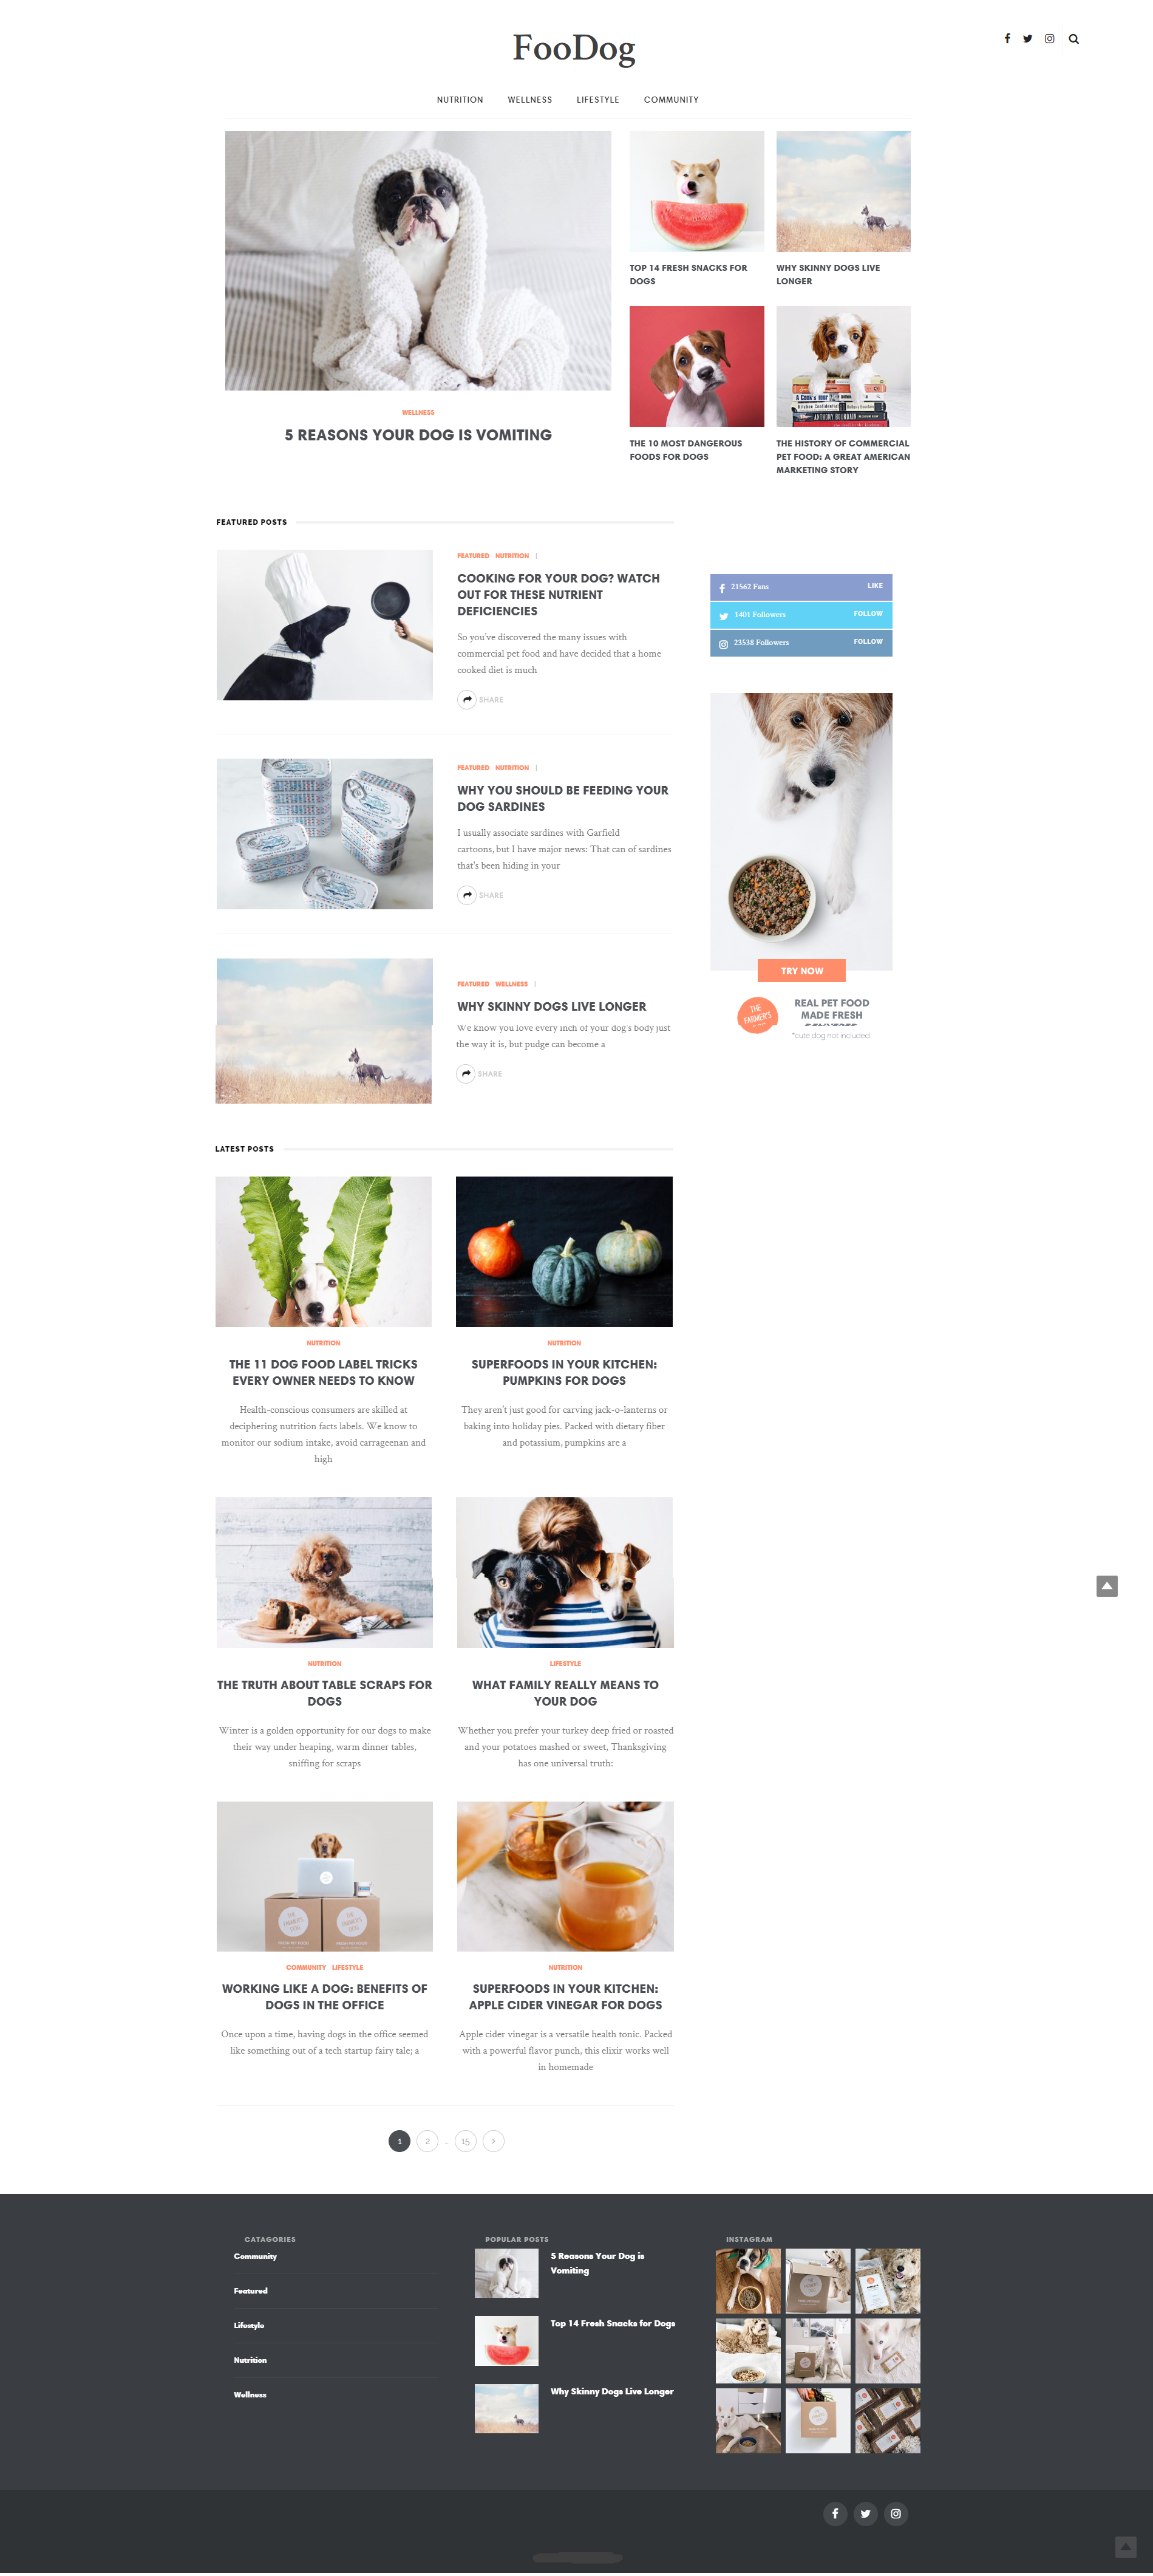 FooDog
NUTRITION WELLNESS LIFESTYLE COMMUNITY
WELLNESS
5 REASONS YOUR DOG IS VOMITING
TOP 14 FRESH SNACKS FOR
DOGS
WHY SKINNY DOGS LIVE
LONGER
THE 10 MOST DANGEROUS
FOODS FOR DOGS
THE HISTORY OF COMMERCIAL
PET FOOD: A GREAT AMERICAN
MARKETING STORY
FEATURED POSTS
FEATURED NUTRITION |
COOKING FOR YOUR DOG? WATCH
OUT FOR THESE NUTRIENT
DEFICIENCIES
So you've discovered the many issues with
commercial pet food and have decided that a home
cooked diet is much
SHARE
FEATURED NUTRITION |
WHY YOU SHOULD BE FEEDING YOUR
DOG SARDINES
I usually associate sardines with Garfield
cartoons, but I have major news: That can of sardines
that's been hiding in your
SHARE
FEATURED WELLNESS |
WHY SKINNY DOGS LIVE LONGER
We know you love every inch of your dog's body just
the way it is, but pudge can become a
SHARE
21562 Fans LIKE
1401 Followers FOLLOW
23538 Followers FOLLOW
TRY NOW
THE
FARMER'S
REAL PET FOOD
MADE FRESH
*cute dog not included
LATEST POSTS
NUTRITION
THE 11 DOG FOOD LABEL TRICKS
EVERY OWNER NEEDS TO KNOW
Health-conscious consumers are skilled at
deciphering nutrition facts labels. We know to
monitor our sodium intake, avoid carrageenan and
high
NUTRITION
SUPERFOODS IN YOUR KITCHEN:
PUMPKINS FOR DOGS
They aren't just good for carving jack-o-lanterns or
baking into holiday pies. Packed with dietary fiber
and potassium, pumpkins are a
NUTRITION
THE TRUTH ABOUT TABLE SCRAPS FOR
DOGS
Winter is a golden opportunity for our dogs to make
their way under heaping, warm dinner tables,
sniffing for scraps
LIFESTYLE
WHAT FAMILY REALLY MEANS TO
YOUR DOG
Whether you prefer your turkey deep fried or roasted
and your potatoes mashed or sweet, Thanksgiving
has one universal truth:
THE FARMER'S DOG
THE FARMER'S DOG
COMMUNITY LIFESTYLE
WORKING LIKE A DOG: BENEFITS OF
DOGS IN THE OFFICE
Once upon a time, having dogs in the office seemed
like something out of a tech startup fairy tale; a
NUTRITION
SUPERFOODS IN YOUR KITCHEN:
APPLE CIDER VINEGAR FOR DOGS
Apple cider vinegar is a versatile health tonic. Packed
with a powerful flavor punch, this elixir works well
in homemade
1 2 … 15 ›
CATAGORIES
Community
Featured
Lifestyle
Nutrition
Wellness
POPULAR POSTS
5 Reasons Your Dog is
Vomiting
Top 14 Fresh Snacks for Dogs
Why Skinny Dogs Live Longer
INSTAGRAM